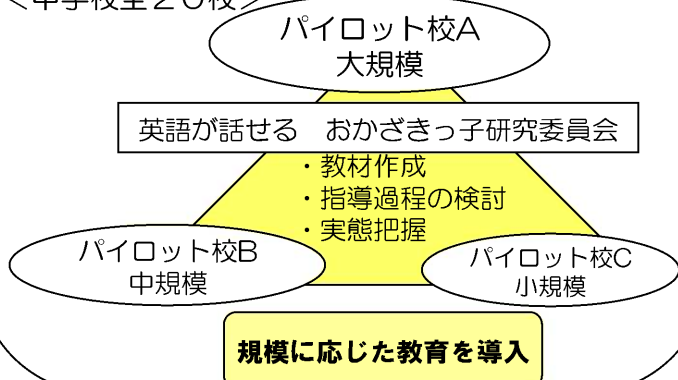 パイロット校A
大規模
英語が話せる　おかざきっ子研究委員会
・教材作成
・指導過程の検討
・実態把握
パイロット校B
中規模
パイロット校C
小規模
規模に応じた教育を導入